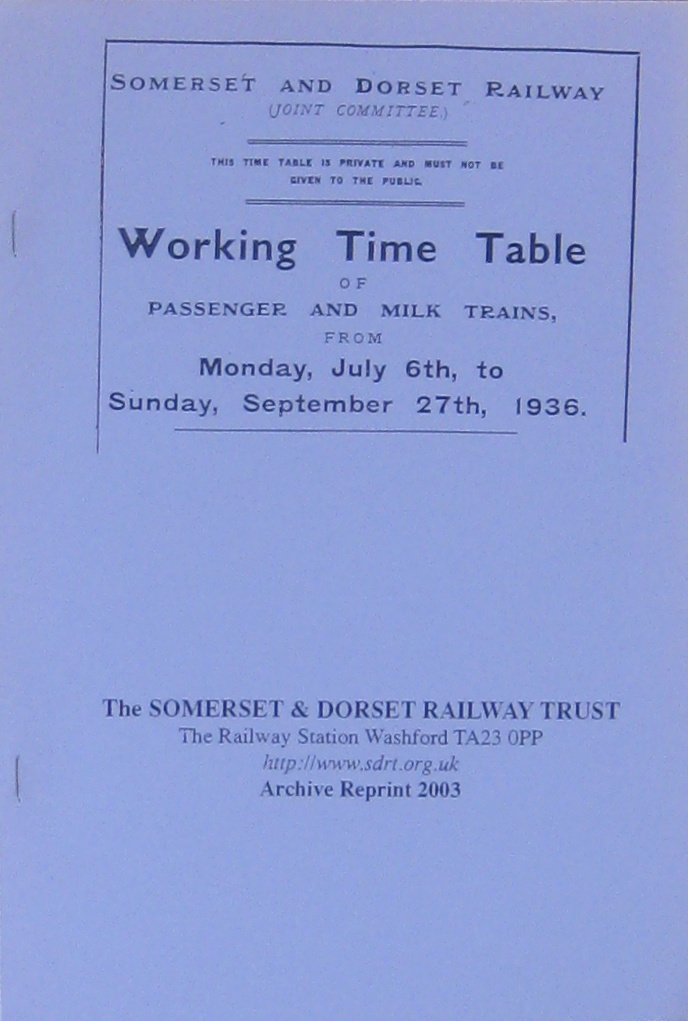 SOMERSET AND DORSET RAILWAY
(JOINT COMMITTEE.)
THIS TIME TABLE IS PRIVATE AND MUST NOT BE
GIVEN TO THE PUBLIC.
Working Time Table
OF
PASSENGER AND MILK TRAINS,
FROM
Monday, July 6th, to
Sunday, September 27th, 1936.
The SOMERSET & DORSET RAILWAY TRUST
The Railway Station Washford TA23 0PP
http://www.sdrt.org.uk
Archive Reprint 2003